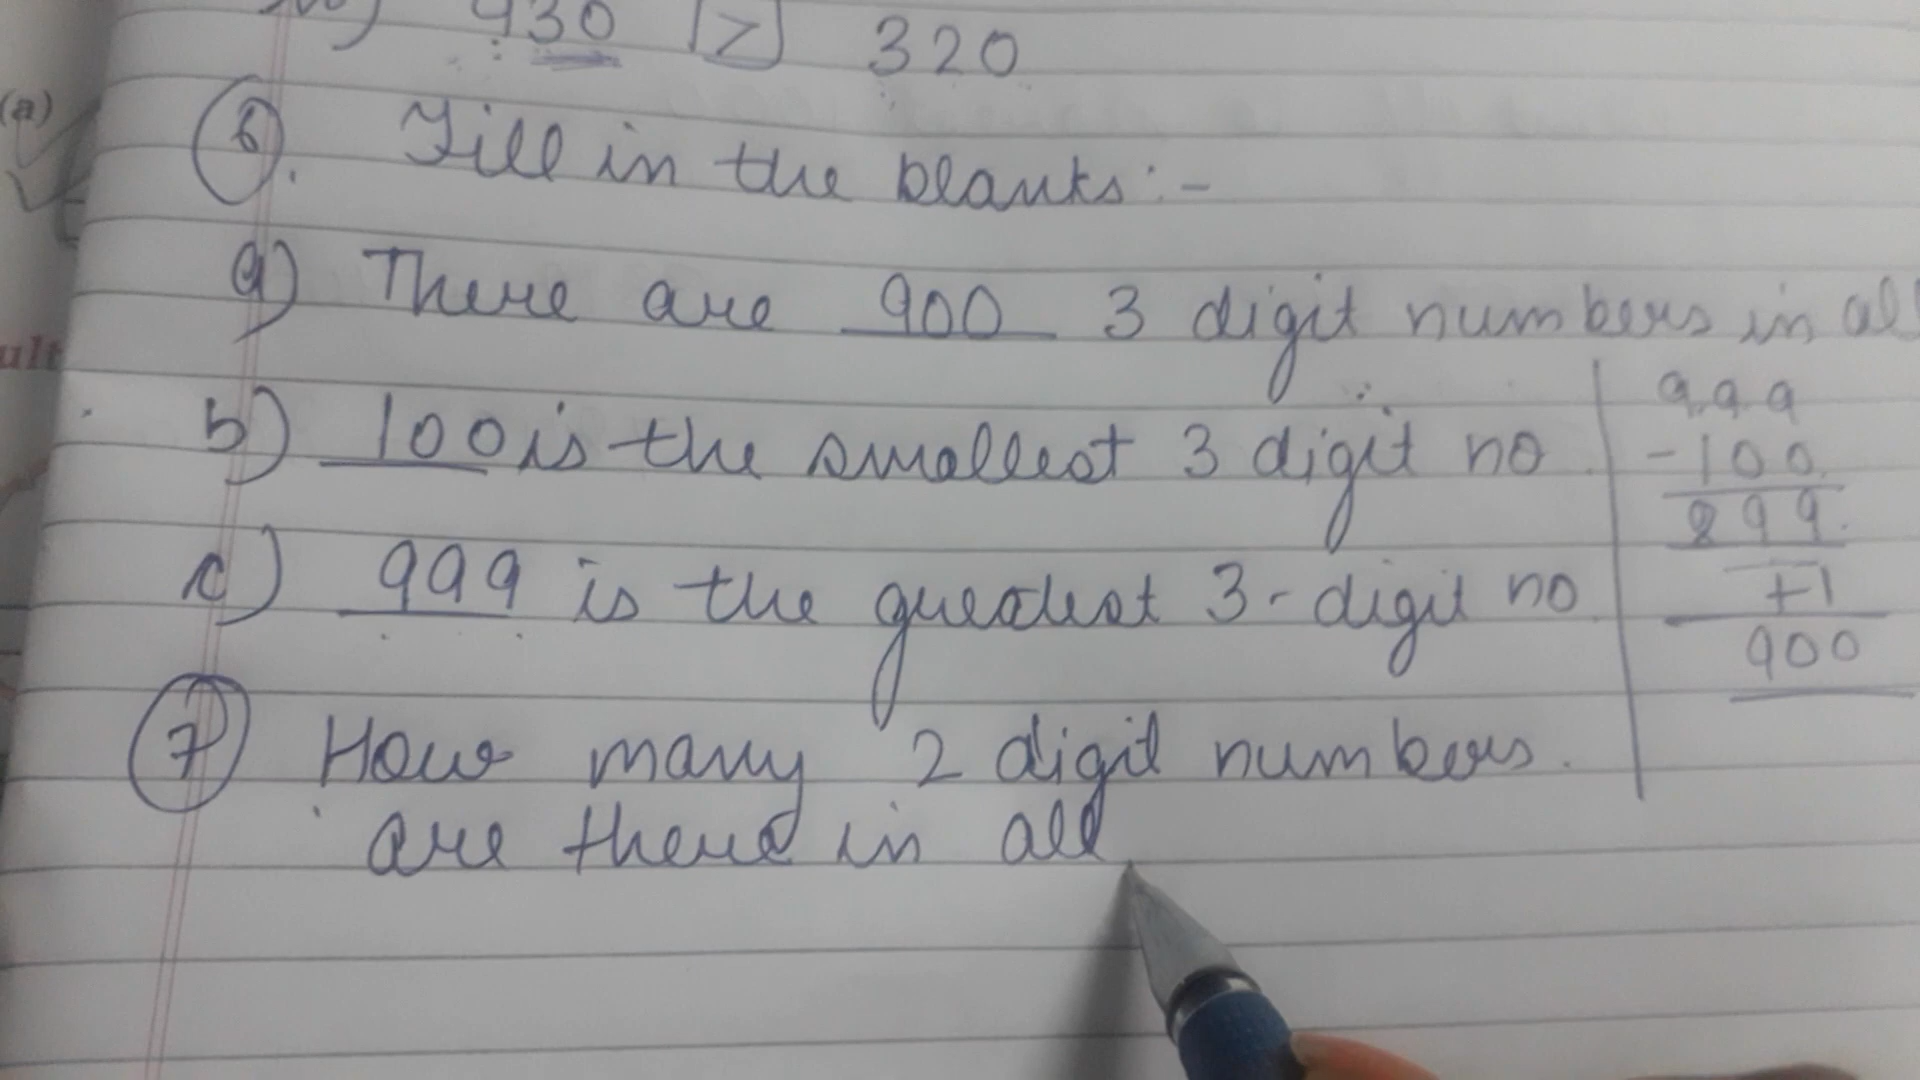 930 > 320
(a)
6. Fill in the blanks:-
a) There are 900 3 digit numbers in al
ult
b) 100 is the smallest 3 digit no
c) 999 is the greatest 3-digit no
999
-100
899
+1
900
7 How many 2 digit numbers.
are there in all